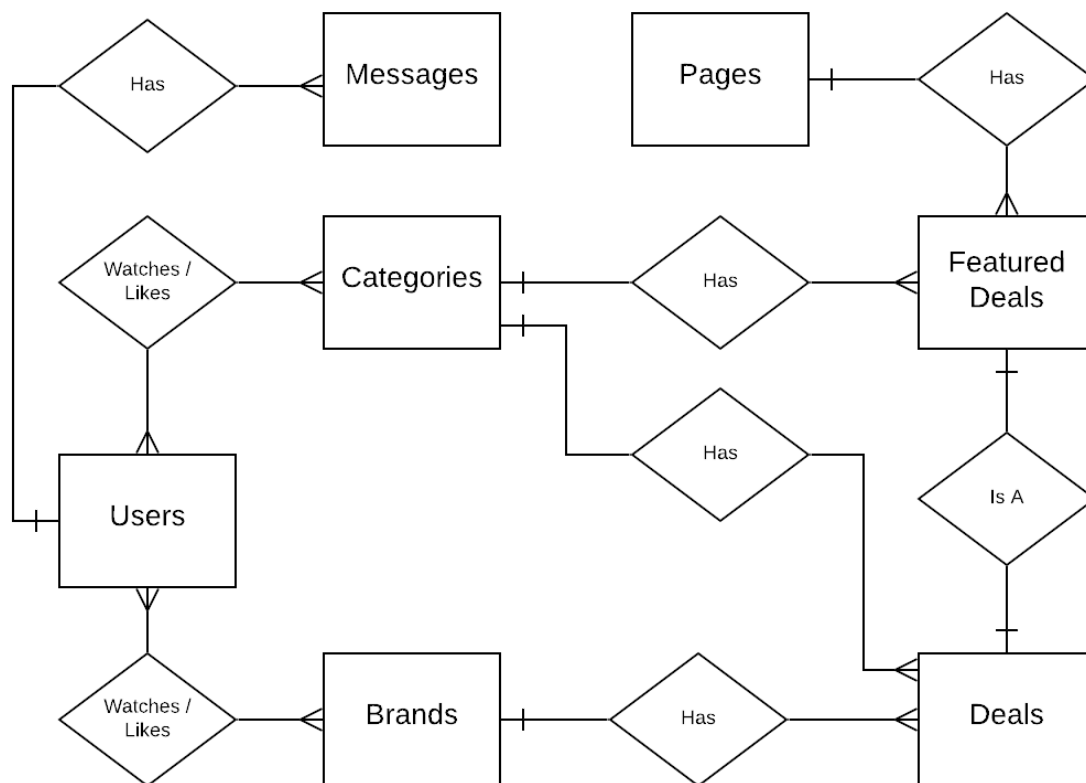 Has
Messages
Pages
Has
Watches /
Likes
Categories
Has
Featured
Deals
Has
Users
Is A
Watches /
Likes
Brands
Has
Deals